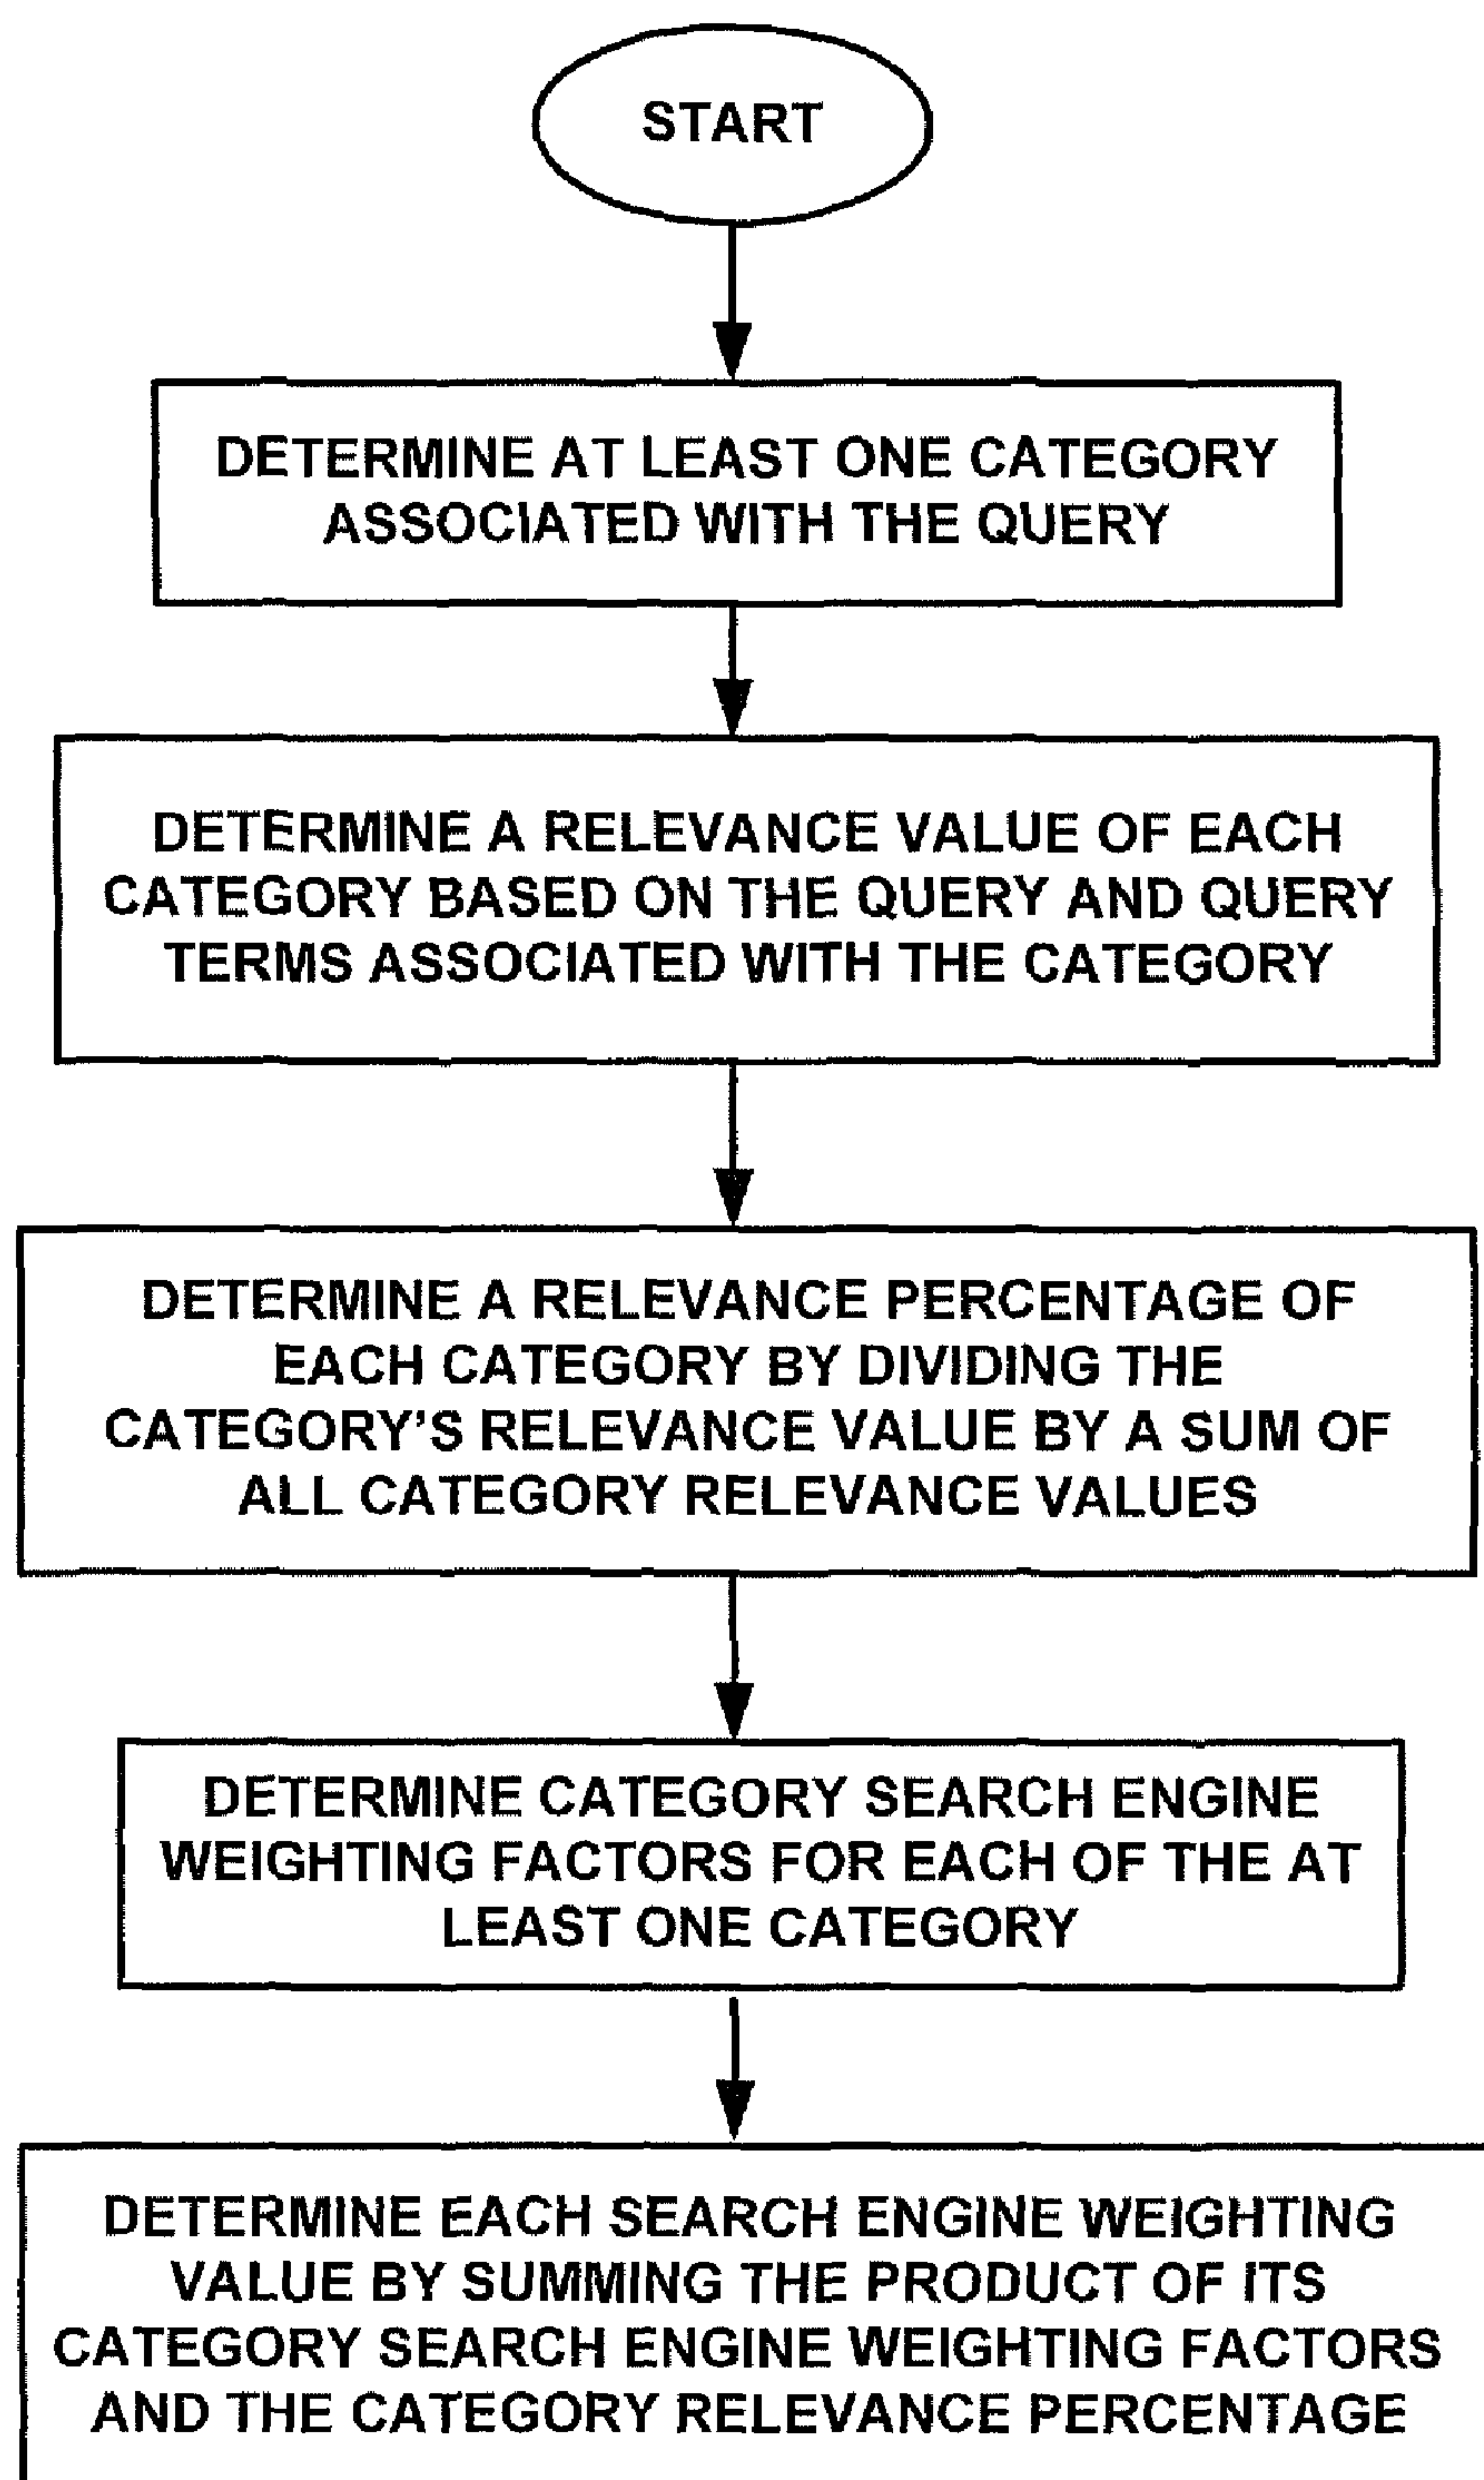 START
DETERMINE AT LEAST ONE CATEGORY
ASSOCIATED WITH THE QUERY
DETERMINE A RELEVANCE VALUE OF EACH
CATEGORY BASED ON THE QUERY AND QUERY
TERMS ASSOCIATED WITH THE CATEGORY
DETERMINE A RELEVANCE PERCENTAGE OF
EACH CATEGORY BY DIVIDING THE
CATEGORY'S RELEVANCE VALUE BY A SUM OF
ALL CATEGORY RELEVANCE VALUES
DETERMINE CATEGORY SEARCH ENGINE
WEIGHTING FACTORS FOR EACH OF THE AT
LEAST ONE CATEGORY
DETERMINE EACH SEARCH ENGINE WEIGHTING
VALUE BY SUMMING THE PRODUCT OF ITS
CATEGORY SEARCH ENGINE WEIGHTING FACTORS
AND THE CATEGORY RELEVANCE PERCENTAGE